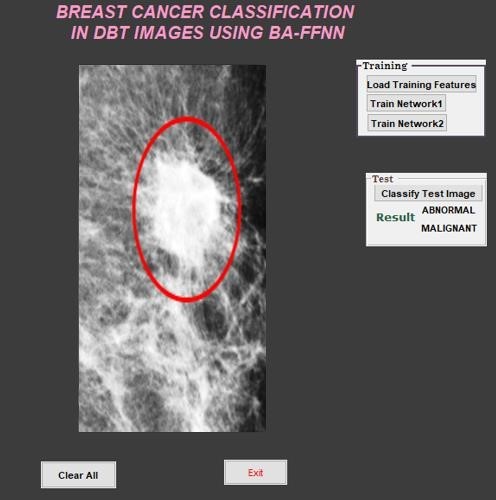 BREAST CANCER CLASSIFICATION
IN DBT IMAGES USING BA-FFNN
Training
Load Training Features
Train Network1
Train Network2
Test
Classify Test Image
Result
ABNORMAL
MALIGNANT
Clear All
Exit